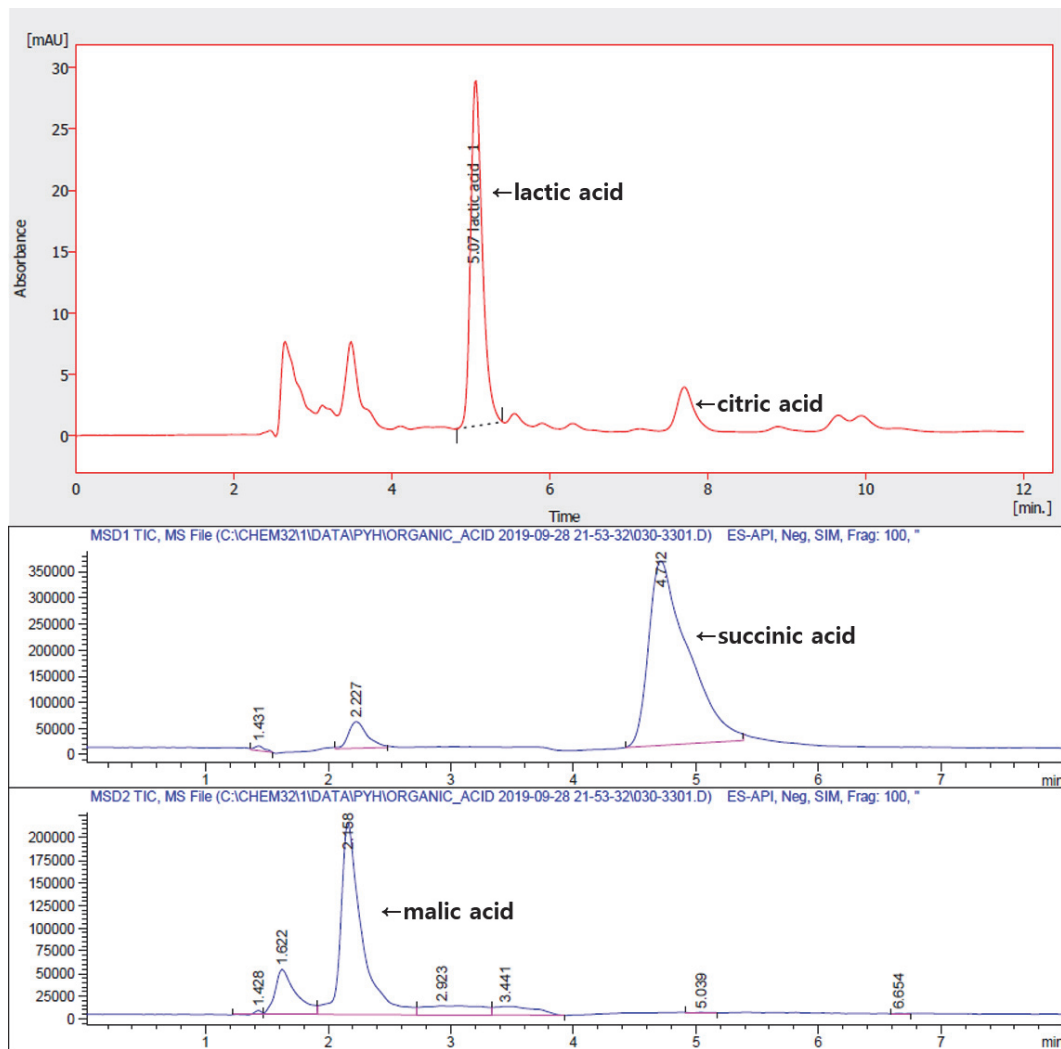 [mAU]
30
25
20
15
10
5
0
Absorbance
5.07 lactic acid 1
←lactic acid
←citric acid
0 2 4 6 8 10 12
Time
[min.]
MSD1 TIC, MS File (C:\CHEM32\1\DATA\PYH\ORGANIC_ACID 2019-09-28 21-53-32\030-3301.D) ES-API, Neg, SIM, Frag: 100, "
350000
300000
250000
200000
150000
100000
50000
0
1.431
2.227
4.712
←succinic acid
1 2 3 4 5 6 7 min
MSD2 TIC, MS File (C:\CHEM32\1\DATA\PYH\ORGANIC_ACID 2019-09-28 21-53-32\030-3301.D) ES-API, Neg, SIM, Frag: 100, "
200000
175000
150000
125000
100000
75000
50000
25000
0
1.428
1.622
2.158
←malic acid
2.923
3.441
5.039
6.654
1 2 3 4 5 6 7 min